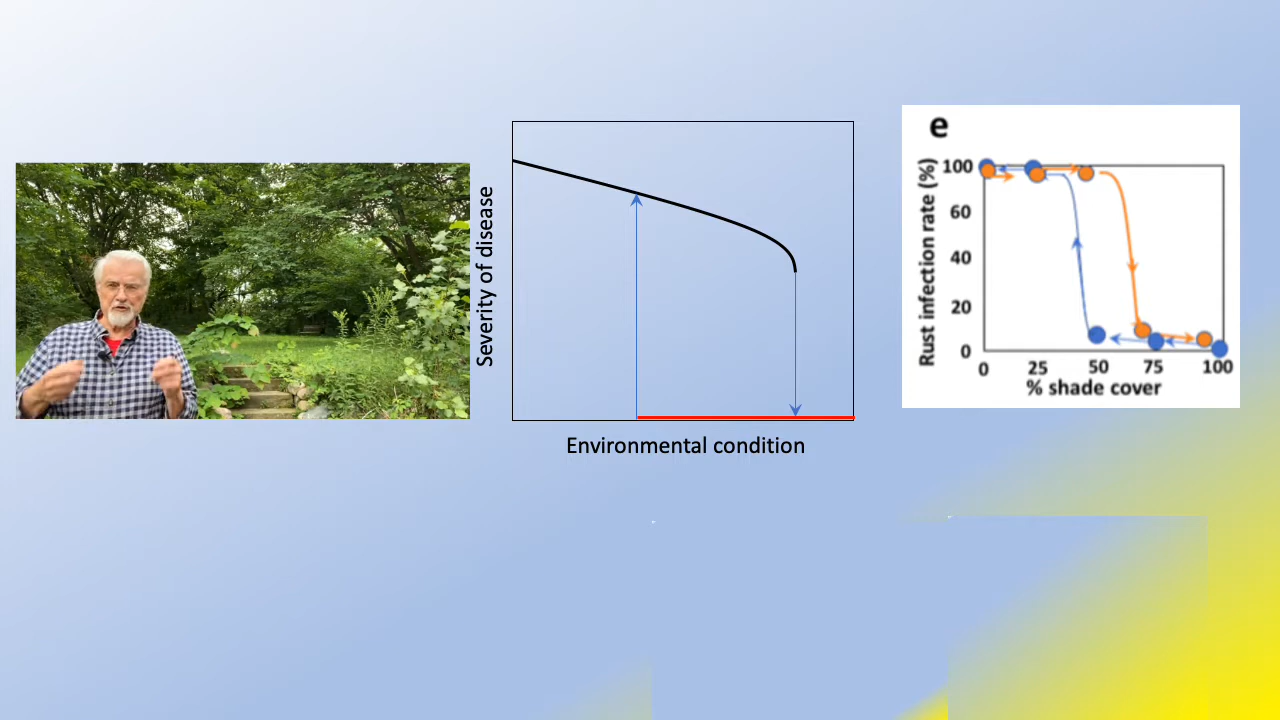 Severity of disease
Environmental condition
e
Rust infection rate (%)
100
60
40
20
0
0 25 50 75 100
% shade cover